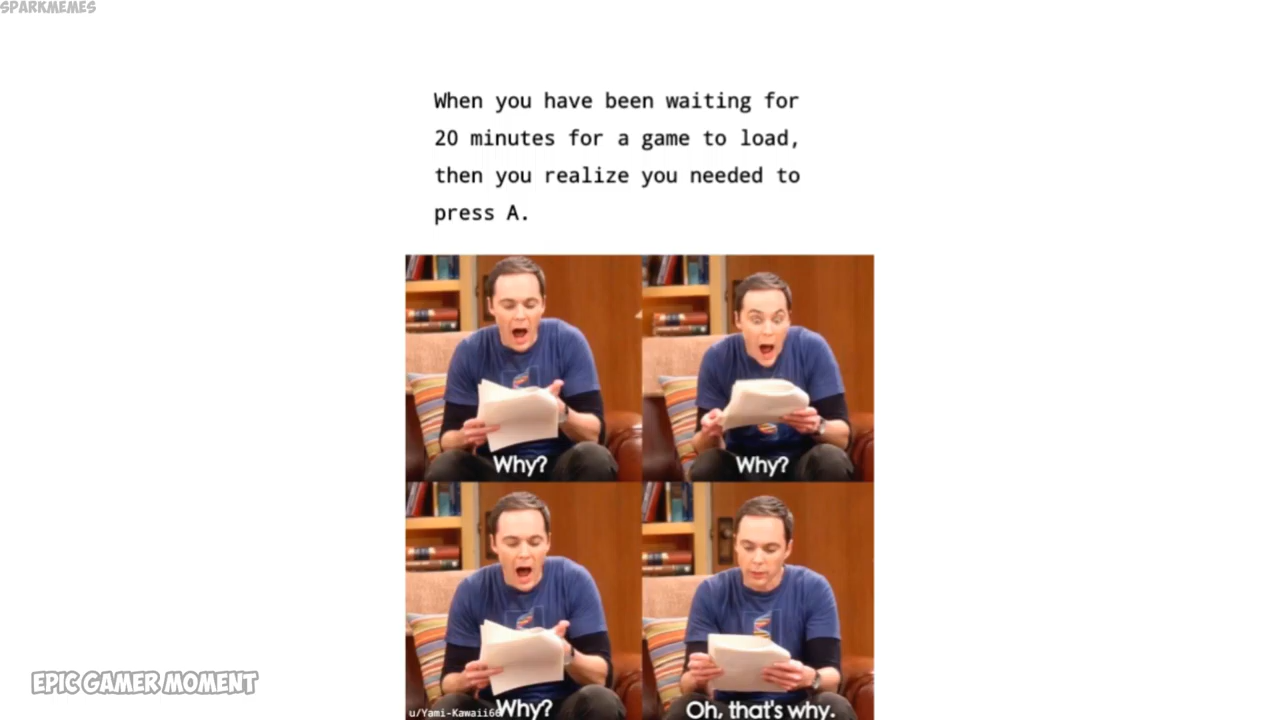 SPARKMEMES
When you have been waiting for
20 minutes for a game to load,
then you realize you needed to
press A.
Why?
Why?
Why?
Oh, that's why.
u/Yami-Kawaii66
EPIC GAMER MOMENT